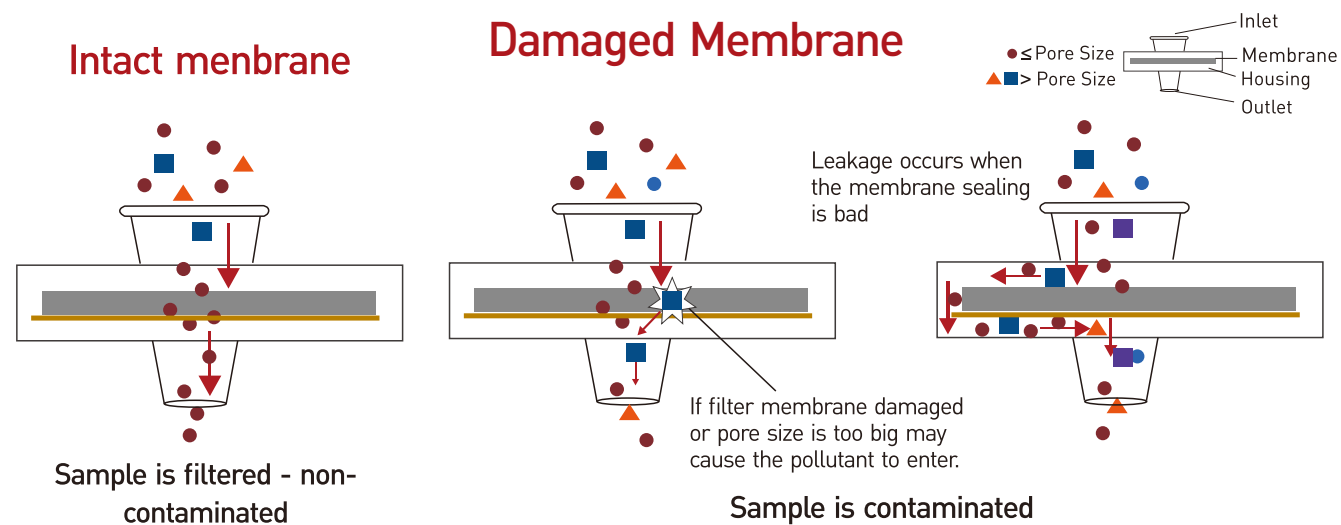 Intact menbrane
Damaged Membrane
≤ Pore Size
> Pore Size
Inlet
Membrane
Housing
Outlet
Leakage occurs when
the membrane sealing
is bad
If filter membrane damaged
or pore size is too big may
cause the pollutant to enter.
Sample is filtered - non-
contaminated
Sample is contaminated